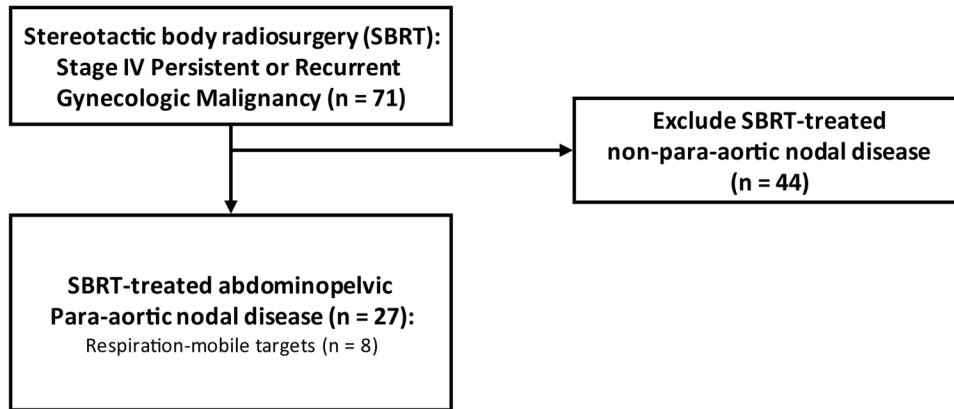 Stereotactic body radiosurgery (SBRT):
Stage IV Persistent or Recurrent
Gynecologic Malignancy (n = 71)
Exclude SBRT-treated
non-para-aortic nodal disease
(n = 44)
SBRT-treated abdominopelvic
Para-aortic nodal disease (n = 27):
Respiration-mobile targets (n = 8)